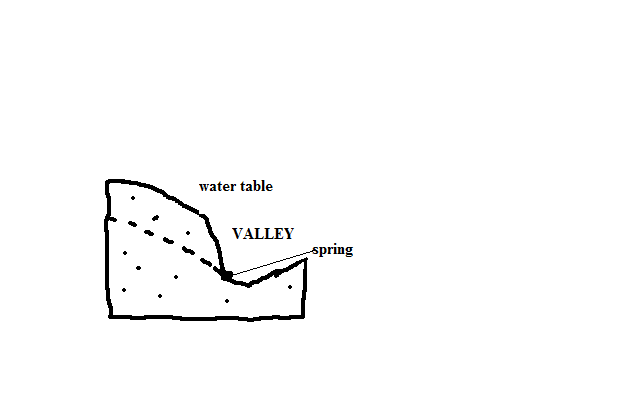 water table
VALLEY
spring